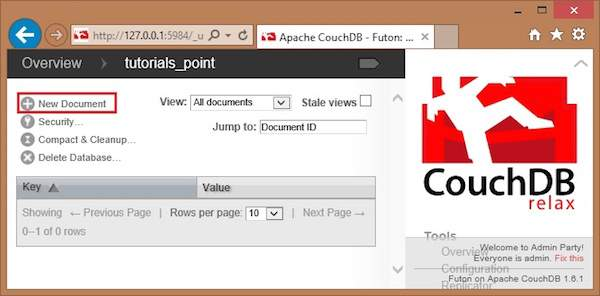 http://127.0.0.1:5984/_u
Apache CouchDB - Futon: ...
Overview
tutorials_point
New Document
Security...
Compact & Cleanup...
Delete Database...
View: All documents
Stale views
Jump to: Document ID
Key
Value
Showing ← Previous Page | Rows per page: 10 | Next Page →
0–1 of 0 rows
CouchDB
relax
Tools
Overview
Configuration
Replicator
Welcome to Admin Party!
Everyone is admin. Fix this
Futon on Apache CouchDB 1.6.1